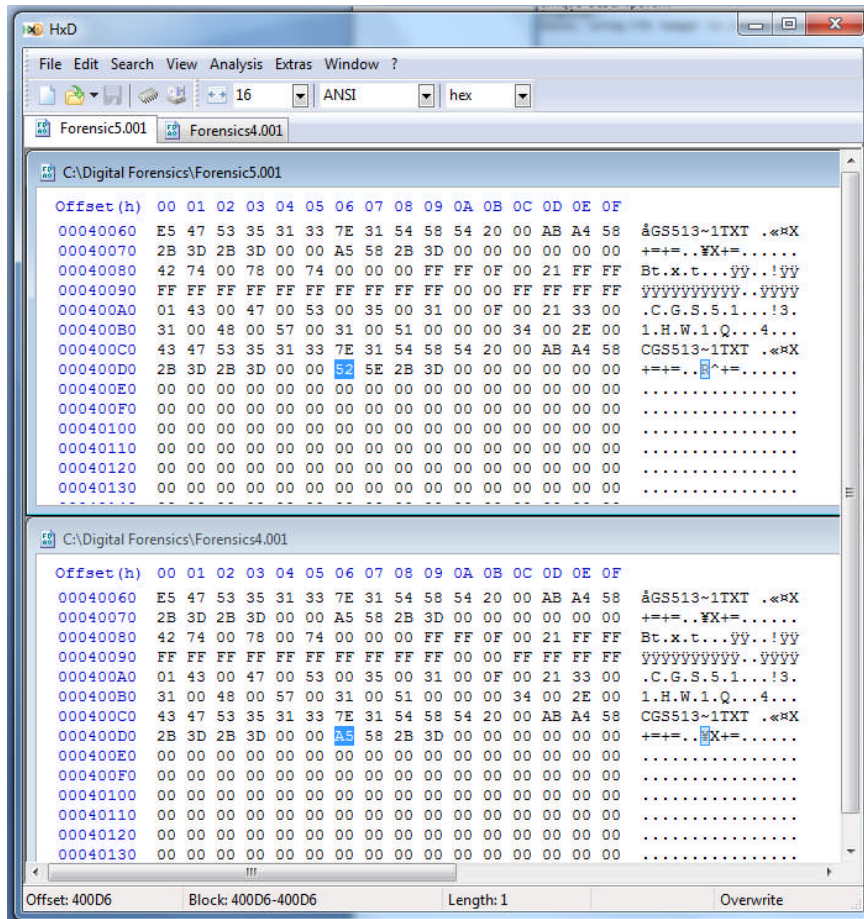 HxD
File Edit Search View Analysis Extras Window ?
16 ANSI hex
Forensic5.001 Forensics4.001
C:\Digital Forensics\Forensic5.001
Offset(h) 00 01 02 03 04 05 06 07 08 09 0A 0B 0C 0D 0E 0F
00040060 E5 47 53 35 31 33 7E 31 54 58 54 20 00 AB A4 58 åGS513~1TXT .«¤X
00040070 2B 3D 2B 3D 00 00 A5 58 2B 3D 00 00 00 00 00 00 +=+=..¥X+=......
00040080 42 74 00 78 00 74 00 00 00 FF FF 0F 00 21 FF FF Bt.x.t...ÿÿ..!ÿÿ
00040090 FF FF FF FF FF FF FF FF FF FF 00 00 FF FF FF FF ÿÿÿÿÿÿÿÿÿÿ..ÿÿÿÿ
000400A0 01 43 00 47 00 53 00 35 00 31 00 0F 00 21 33 00 .C.G.S.5.1...!3.
000400B0 31 00 48 00 57 00 31 00 51 00 00 00 34 00 2E 00 1.H.W.1.Q...4...
000400C0 43 47 53 35 31 33 7E 31 54 58 54 20 00 AB A4 58 CGS513~1TXT .«¤X
000400D0 2B 3D 2B 3D 00 00 52 5E 2B 3D 00 00 00 00 00 00 +=+=..R^+=......
000400E0 00 00 00 00 00 00 00 00 00 00 00 00 00 00 00 00 ................
000400F0 00 00 00 00 00 00 00 00 00 00 00 00 00 00 00 00 ................
00040100 00 00 00 00 00 00 00 00 00 00 00 00 00 00 00 00 ................
00040110 00 00 00 00 00 00 00 00 00 00 00 00 00 00 00 00 ................
00040120 00 00 00 00 00 00 00 00 00 00 00 00 00 00 00 00 ................
00040130 00 00 00 00 00 00 00 00 00 00 00 00 00 00 00 00 ................
C:\Digital Forensics\Forensics4.001
Offset(h) 00 01 02 03 04 05 06 07 08 09 0A 0B 0C 0D 0E 0F
00040060 E5 47 53 35 31 33 7E 31 54 58 54 20 00 AB A4 58 åGS513~1TXT .«¤X
00040070 2B 3D 2B 3D 00 00 A5 58 2B 3D 00 00 00 00 00 00 +=+=..¥X+=......
00040080 42 74 00 78 00 74 00 00 00 FF FF 0F 00 21 FF FF Bt.x.t...ÿÿ..!ÿÿ
00040090 FF FF FF FF FF FF FF FF FF FF 00 00 FF FF FF FF ÿÿÿÿÿÿÿÿÿÿ..ÿÿÿÿ
000400A0 01 43 00 47 00 53 00 35 00 31 00 0F 00 21 33 00 .C.G.S.5.1...!3.
000400B0 31 00 48 00 57 00 31 00 51 00 00 00 34 00 2E 00 1.H.W.1.Q...4...
000400C0 43 47 53 35 31 33 7E 31 54 58 54 20 00 AB A4 58 CGS513~1TXT .«¤X
000400D0 2B 3D 2B 3D 00 00 A5 58 2B 3D 00 00 00 00 00 00 +=+=..¥X+=......
000400E0 00 00 00 00 00 00 00 00 00 00 00 00 00 00 00 00 ................
000400F0 00 00 00 00 00 00 00 00 00 00 00 00 00 00 00 00 ................
00040100 00 00 00 00 00 00 00 00 00 00 00 00 00 00 00 00 ................
00040110 00 00 00 00 00 00 00 00 00 00 00 00 00 00 00 00 ................
00040120 00 00 00 00 00 00 00 00 00 00 00 00 00 00 00 00 ................
00040130 00 00 00 00 00 00 00 00 00 00 00 00 00 00 00 00 ................
Offset: 400D6 Block: 400D6-400D6 Length: 1 Overwrite